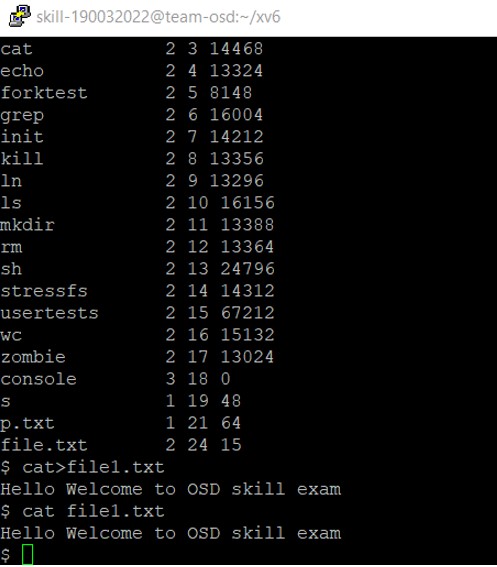 skill-190032022@team-osd:~/xv6
cat 2 3 14468
echo 2 4 13324
forktest 2 5 8148
grep 2 6 16004
init 2 7 14212
kill 2 8 13356
ln 2 9 13296
ls 2 10 16156
mkdir 2 11 13388
rm 2 12 13364
sh 2 13 24796
stressfs 2 14 14312
usertests 2 15 67212
wc 2 16 15132
zombie 2 17 13024
console 3 18 0
s 1 19 48
p.txt 1 21 64
file.txt 2 24 15
$ cat>file1.txt
Hello Welcome to OSD skill exam
$ cat file1.txt
Hello Welcome to OSD skill exam
$